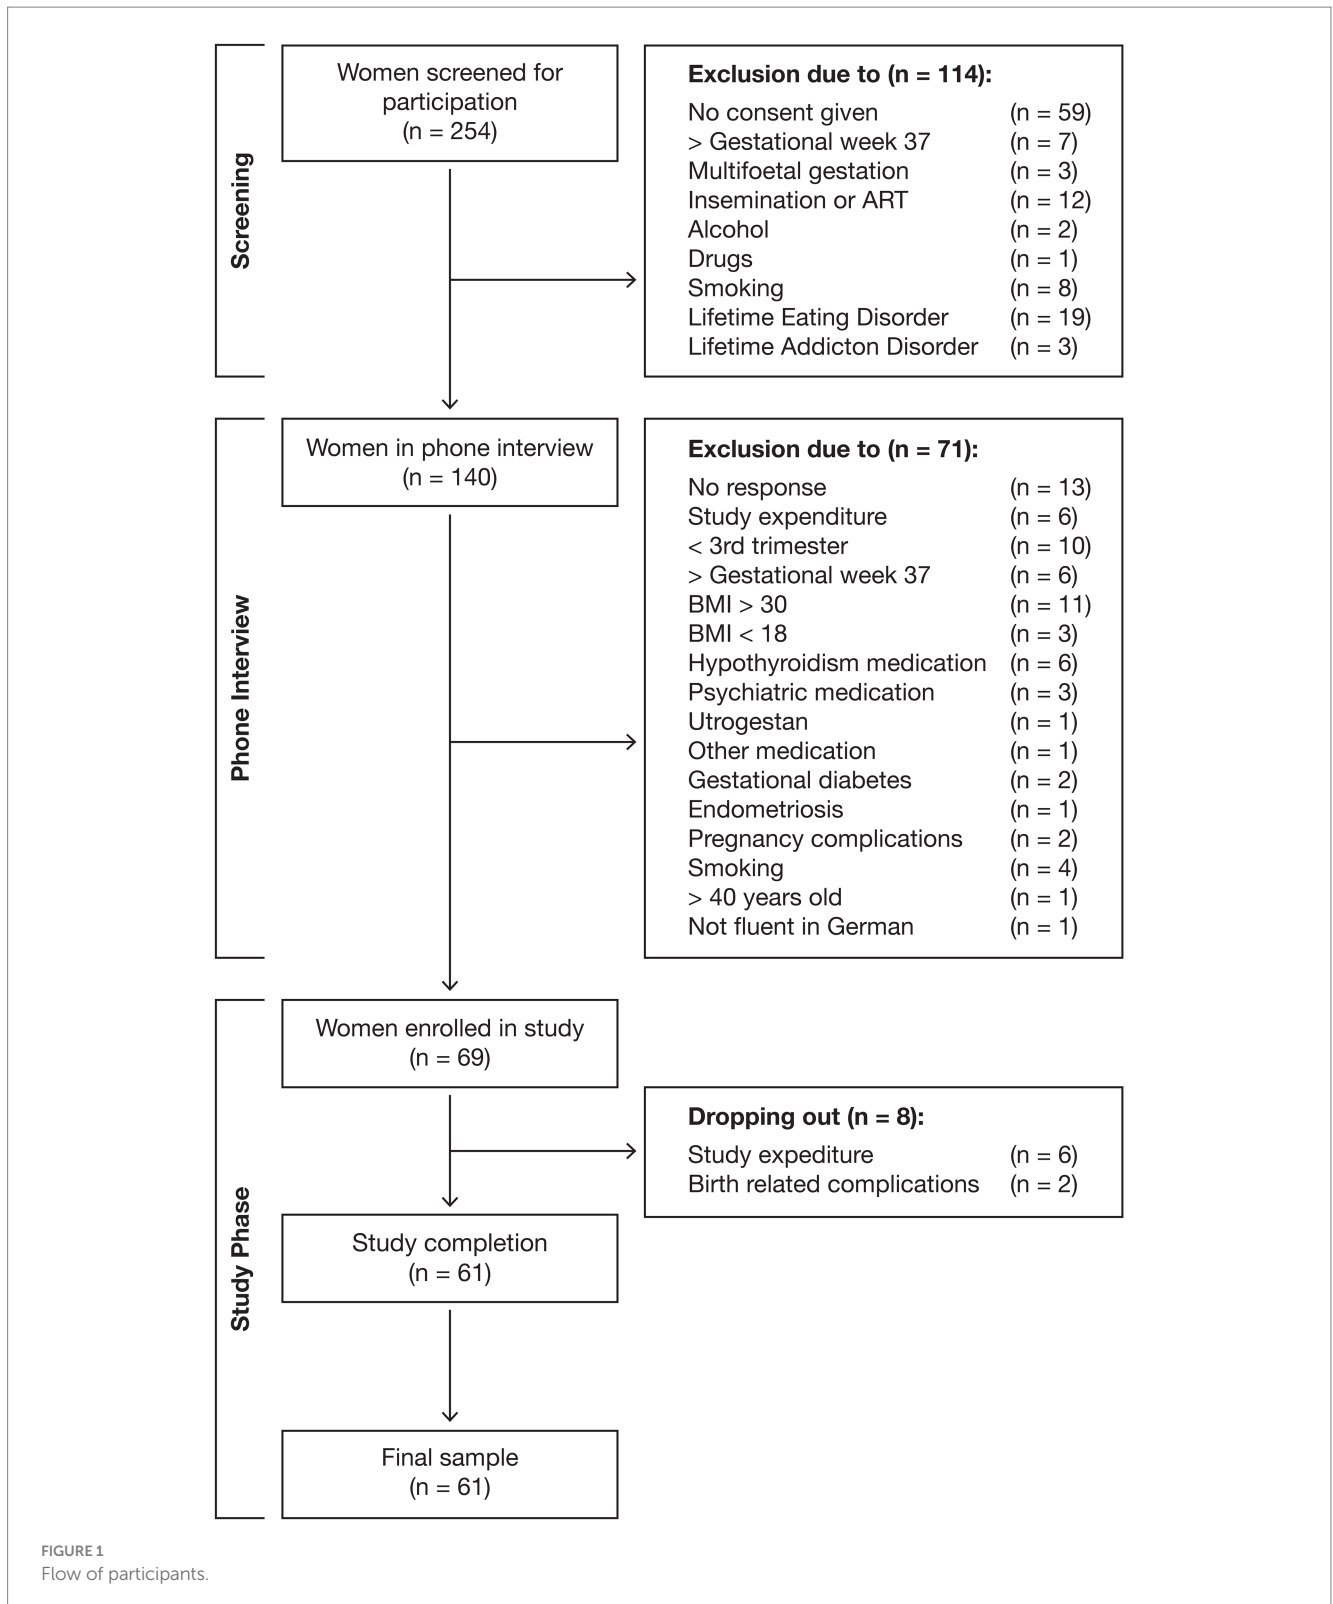 Screening
Women screened for
participation
(n = 254)
Exclusion due to (n = 114):
No consent given (n = 59)
> Gestational week 37 (n = 7)
Multifoetal gestation (n = 3)
Insemination or ART (n = 12)
Alcohol (n = 2)
Drugs (n = 1)
Smoking (n = 8)
Lifetime Eating Disorder (n = 19)
Lifetime Addicton Disorder (n = 3)
Phone Interview
Women in phone interview
(n = 140)
Exclusion due to (n = 71):
No response (n = 13)
Study expenditure (n = 6)
< 3rd trimester (n = 10)
> Gestational week 37 (n = 6)
BMI > 30 (n = 11)
BMI < 18 (n = 3)
Hypothyroidism medication (n = 6)
Psychiatric medication (n = 3)
Utrogestan (n = 1)
Other medication (n = 1)
Gestational diabetes (n = 2)
Endometriosis (n = 1)
Pregnancy complications (n = 2)
Smoking (n = 4)
> 40 years old (n = 1)
Not fluent in German (n = 1)
Study Phase
Women enrolled in study
(n = 69)
Dropping out (n = 8):
Study expediture (n = 6)
Birth related complications (n = 2)
Study completion
(n = 61)
Final sample
(n = 61)
FIGURE 1
Flow of participants.